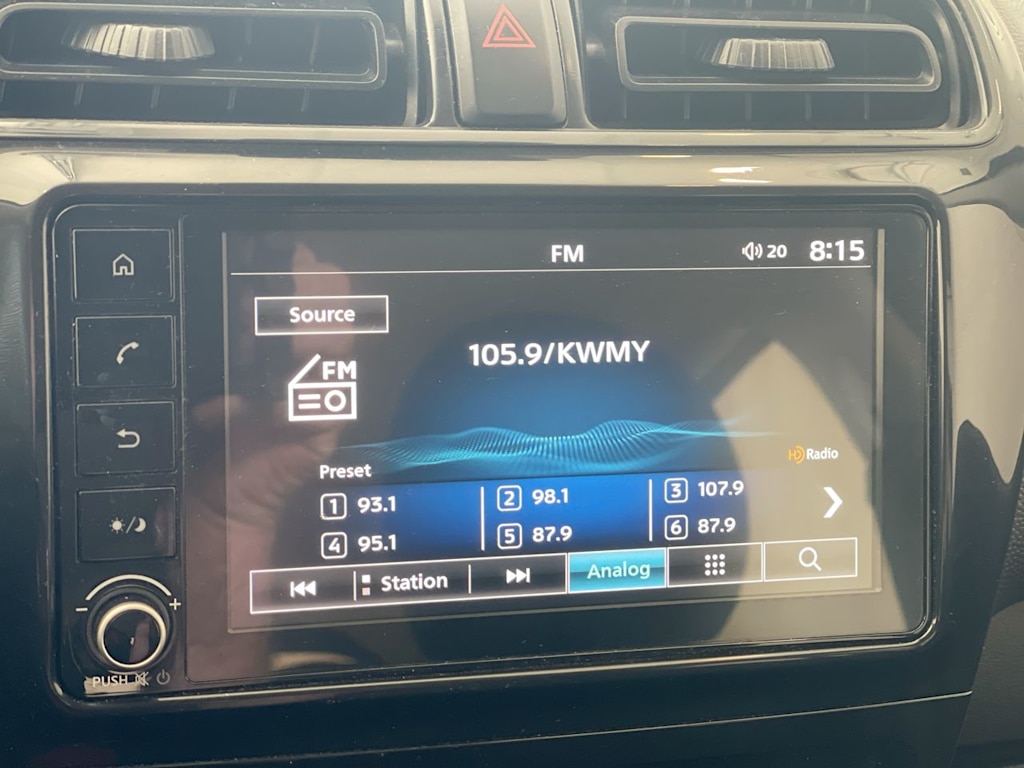 FM 20 8:15
Source
FM
105.9/KWMY
HD Radio
Preset
1 93.1 2 98.1 3 107.9
4 95.1 5 87.9 6 87.9
Station Analog
PUSH